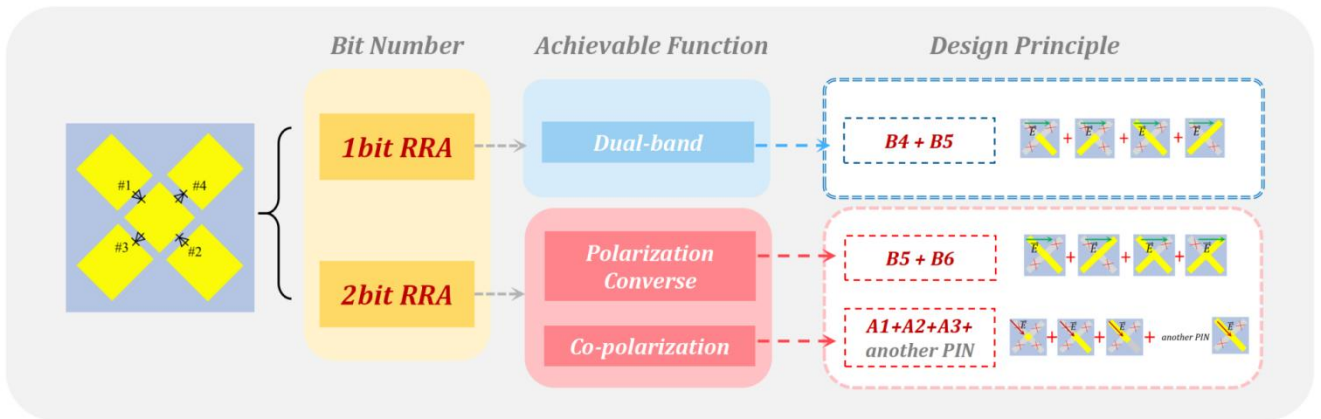 Bit Number
Achievable Function
Design Principle
#1
#4
#3
#2
1bit RRA
2bit RRA
Dual-band
Polarization
Converse
Co-polarization
B4 + B5
E + E + E + E
B5 + B6
E + E + E + E
A1+A2+A3+
another PIN
E + E + E + another PIN E